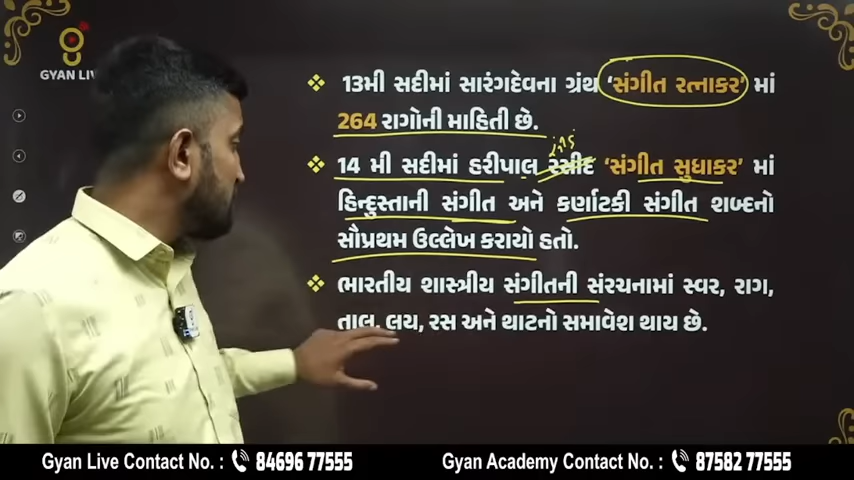 GYAN LIV
13મી સદીમાં સારંગદેવના ગ્રંથ ‘સંગીત રત્નાકર’ માં
264 રાગોની માહિતી છે.
14 મી સદીમાં હરીપાલ રસીદ ‘સંગીત સુધાકર’ માં
હિન્દુસ્તાની સંગીત અને કર્ણાટકી સંગીત શબ્દનો
સૌપ્રથમ ઉલ્લેખ કરાયો હતો.
ભારતીય શાસ્ત્રીય સંગીતની સંરચનામાં સ્વર, રાગ,
તાલ, લય, રસ અને થાટનો સમાવેશ થાય છે.
Gyan Live Contact No. : 84696 77555
Gyan Academy Contact No. : 87582 77555